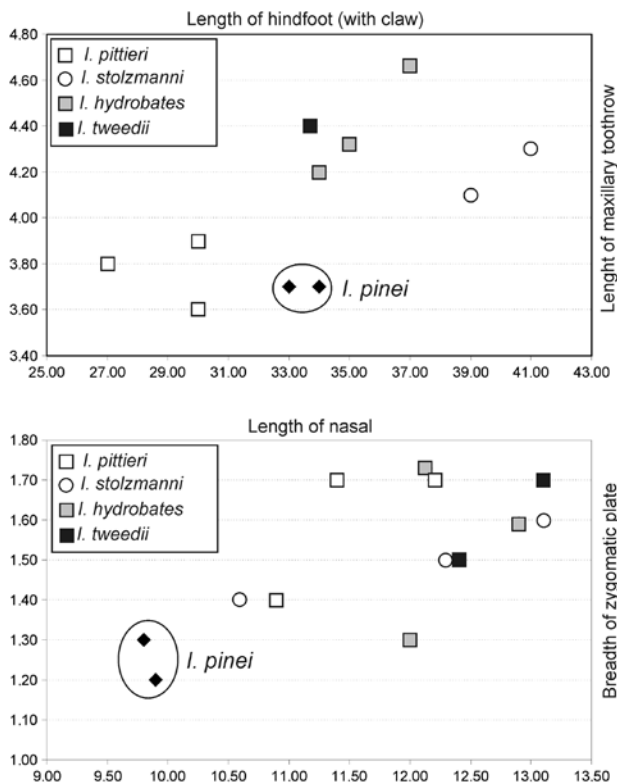 Length of hindfoot (with claw)
4.80
4.60
4.40
4.20
4.00
3.80
3.60
3.40
I. pittieri
I. stolzmanni
I. hydrobates
I. tweedii
I. pinei
25.00 27.00 29.00 31.00 33.00 35.00 37.00 39.00 41.00 43.00
Lenght of maxillary toothrow
Length of nasal
1.80
1.70
1.60
1.50
1.40
1.30
1.20
1.10
1.00
I. pittieri
I. stolzmanni
I. hydrobates
I. tweedii
I. pinei
9.00 9.50 10.00 10.50 11.00 11.50 12.00 12.50 13.00 13.50
Breadth of zygomatic plate